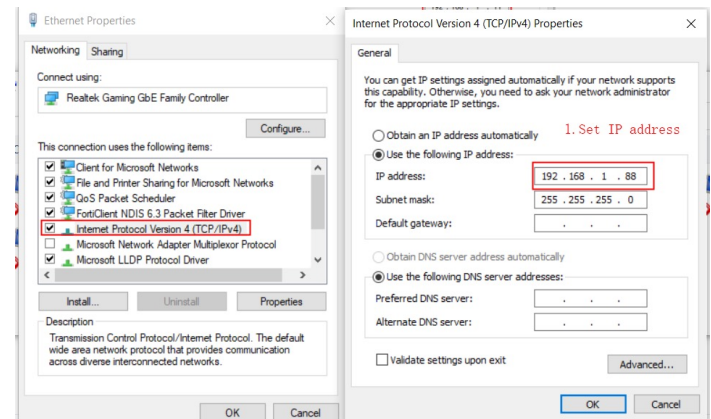 Ethernet Properties
Networking Sharing
Connect using:
Realtek Gaming GbE Family Controller
Configure...
This connection uses the following items:
Client for Microsoft Networks
File and Printer Sharing for Microsoft Networks
QoS Packet Scheduler
FortiClient NDIS 6.3 Packet Filter Driver
Internet Protocol Version 4 (TCP/IPv4)
Microsoft Network Adapter Multiplexor Protocol
Microsoft LLDP Protocol Driver
Install... Uninstall Properties
Description
Transmission Control Protocol/Internet Protocol. The default
wide area network protocol that provides communication
across diverse interconnected networks.
OK Cancel
Internet Protocol Version 4 (TCP/IPv4) Properties
General
You can get IP settings assigned automatically if your network supports
this capability. Otherwise, you need to ask your network administrator
for the appropriate IP settings.
Obtain an IP address automatically
1.Set IP address
Use the following IP address:
IP address: 192 . 168 . 1 . 88
Subnet mask: 255 . 255 . 255 . 0
Default gateway: . . .
Obtain DNS server address automatically
Use the following DNS server addresses:
Preferred DNS server: . . .
Alternate DNS server: . . .
Validate settings upon exit
Advanced...
OK Cancel